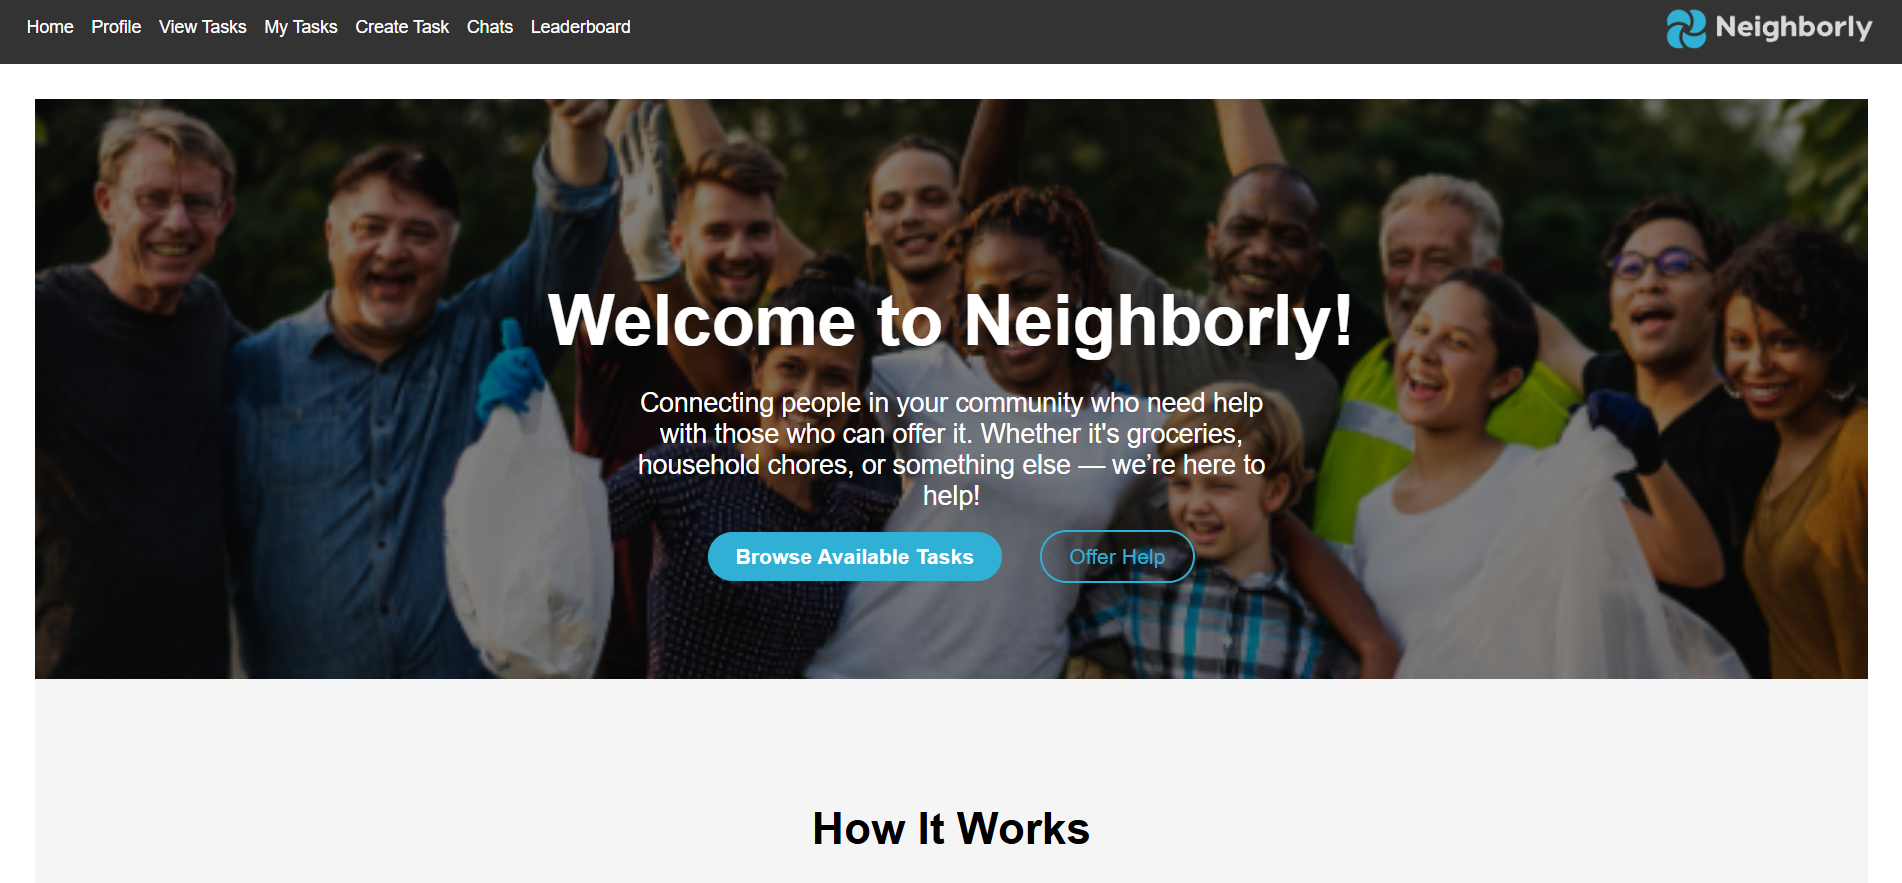 Home Profile View Tasks My Tasks Create Task Chats Leaderboard Neighborly
Welcome to Neighborly!
Connecting people in your community who need help
with those who can offer it. Whether it's groceries,
household chores, or something else — we’re here to
help!
Browse Available Tasks Offer Help
How It Works